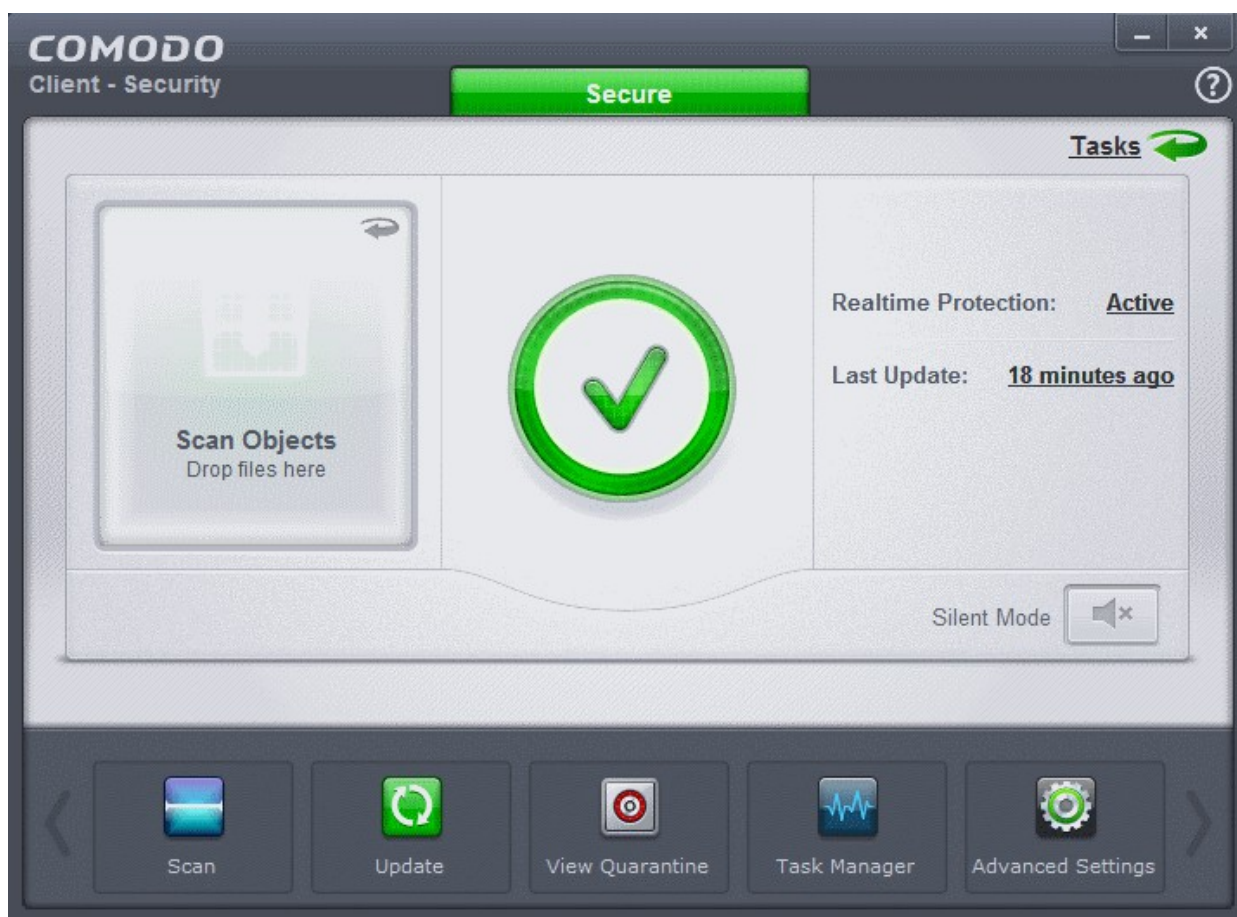 COMODO
Client - Security
Secure
?
Tasks
Scan Objects
Drop files here
Realtime Protection: Active
Last Update: 18 minutes ago
Silent Mode
Scan
Update
View Quarantine
Task Manager
Advanced Settings